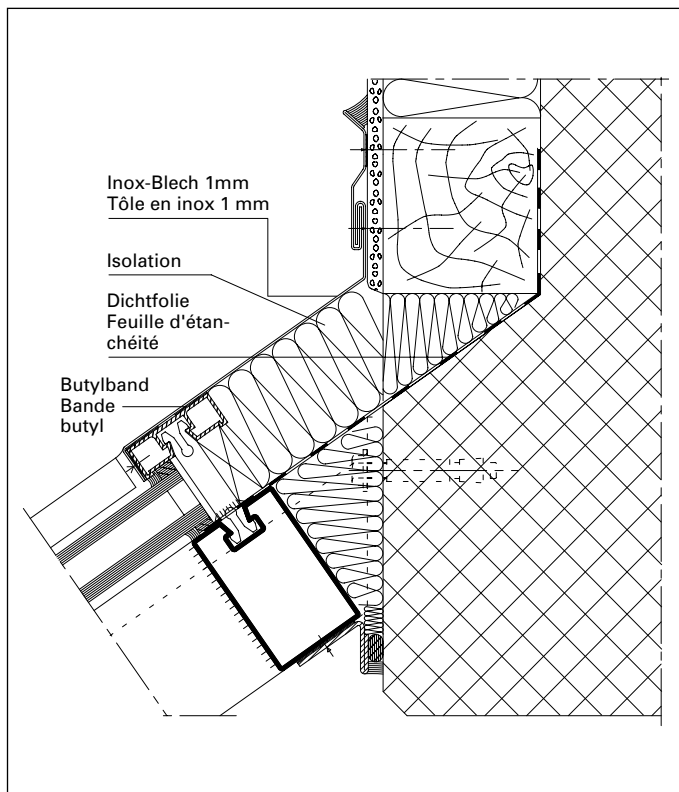 Inox-Blech 1mm
Tôle en inox 1 mm
Isolation
Dichtfolie
Feuille d'étan-
chéité
Butylband
Bande
butyl